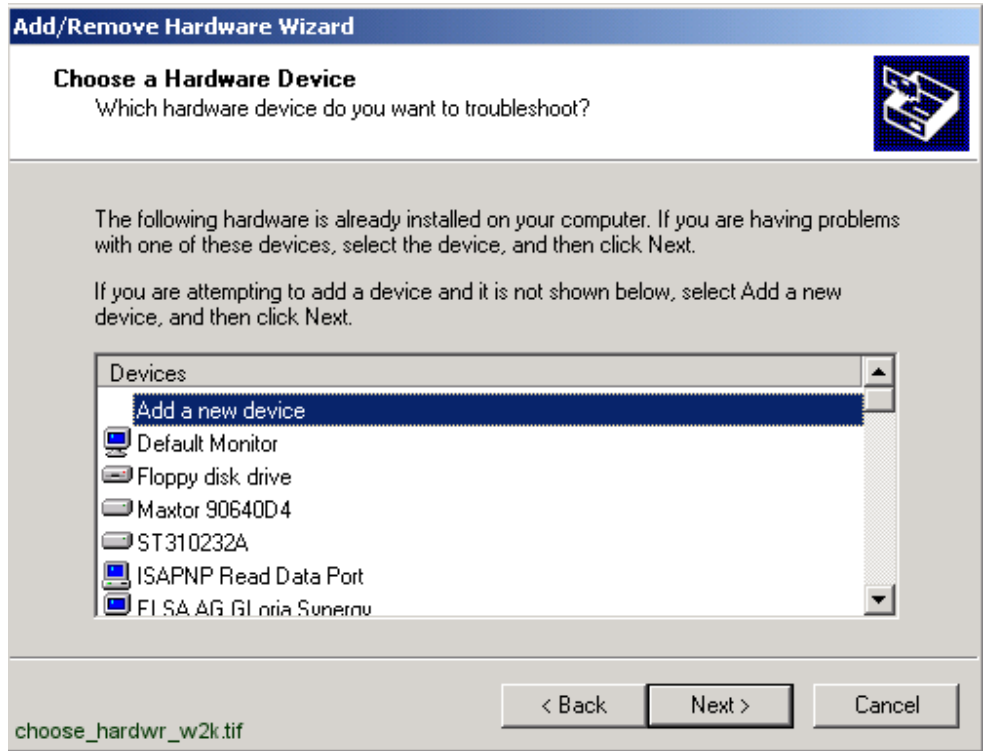 Add/Remove Hardware Wizard
Choose a Hardware Device
Which hardware device do you want to troubleshoot?
The following hardware is already installed on your computer. If you are having problems
with one of these devices, select the device, and then click Next.
If you are attempting to add a device and it is not shown below, select Add a new
device, and then click Next.
Devices
Add a new device
Default Monitor
Floppy disk drive
Maxtor 90640D4
ST310232A
ISAPNP Read Data Port
ELSA AG GLoria Synergy
< Back Next > Cancel
choose_hardwr_w2k.tif